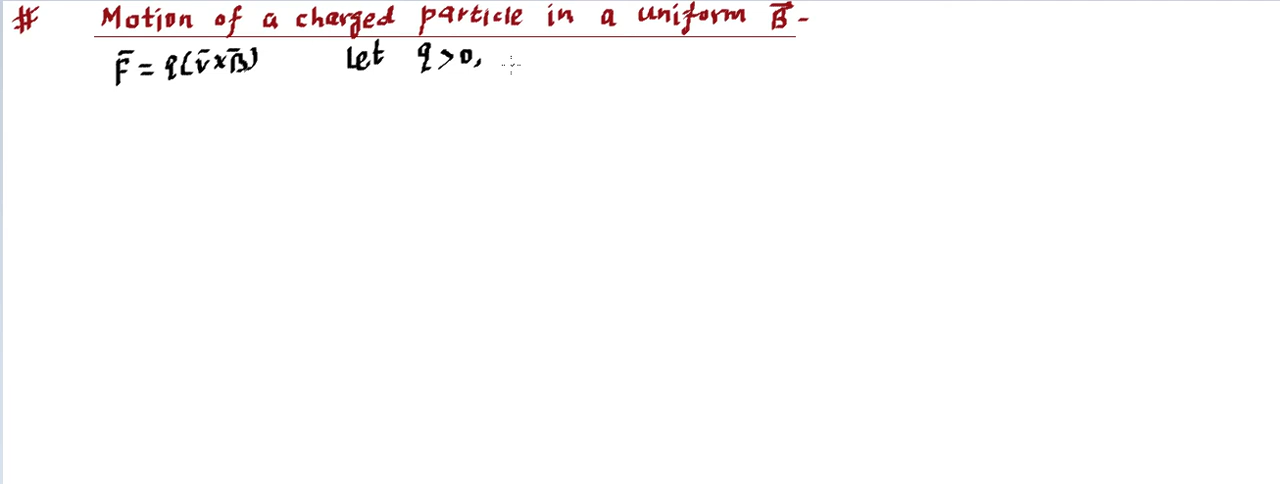 # Motion of a charged particle in a uniform B⃗ -
F̄ = q(v̄ × B̄) Let q > 0,